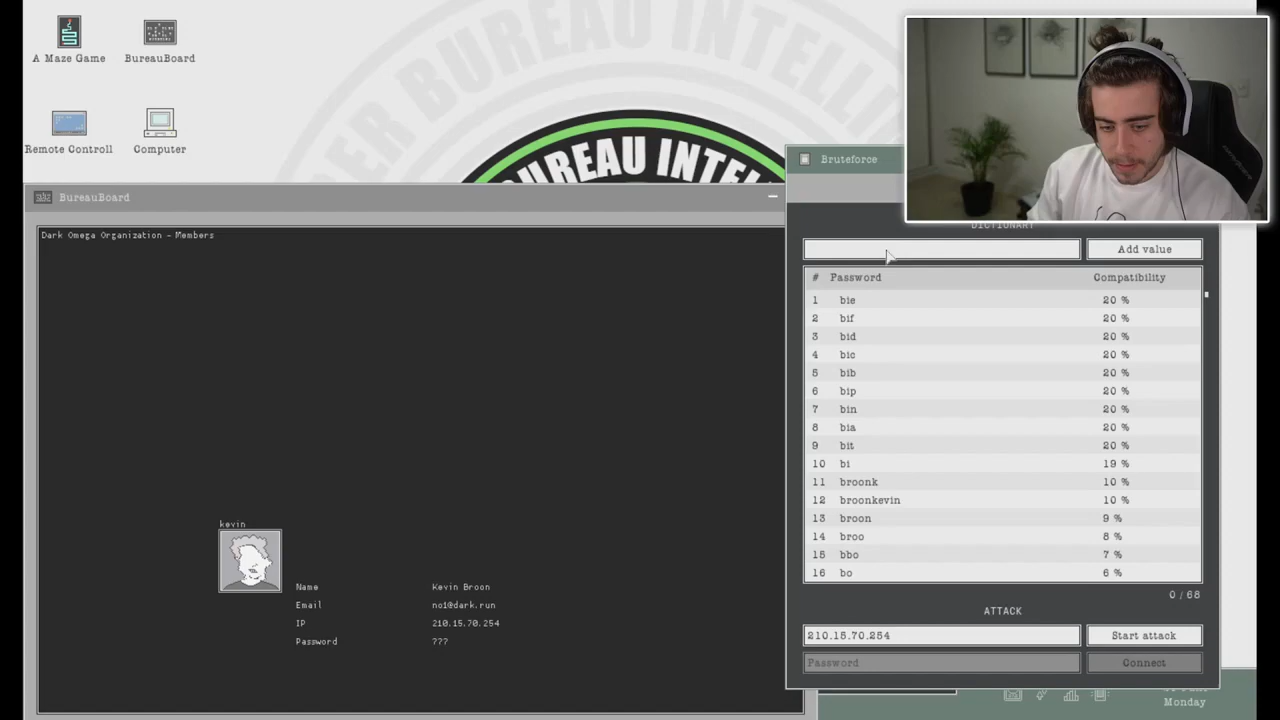 A Maze Game
BureauBoard
Remote Controll
Computer
BUREAU INTEL
BUREAU INTEL
Bruteforce
BureauBoard
Dark Omega Organization - Members
DICTIONARY
Add value
# Password Compatibility
1 bie 20 %
2 bif 20 %
3 bid 20 %
4 bic 20 %
5 bib 20 %
6 bip 20 %
7 bin 20 %
8 bia 20 %
9 bit 20 %
10 bi 19 %
11 broonk 10 %
12 broonkevin 10 %
13 broon 9 %
14 broo 8 %
15 bbo 7 %
16 bo 6 %
0 / 68
ATTACK
210.15.70.254
Start attack
Password
Connect
kevin
Name Kevin Broon
Email no1@dark.run
IP 210.15.70.254
Password ???
Monday